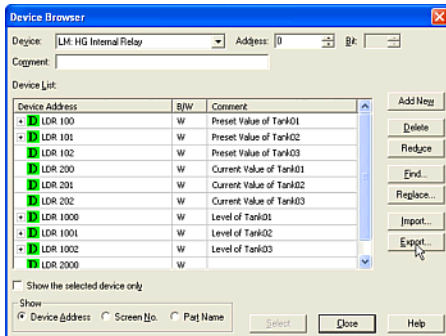 Device Browser
Device: LM: HG Internal Relay Address: 0 Bit:
Comment:
Device List:
Device Address B/W Comment
D LDR 100 W Preset Value of Tank01
D LDR 101 W Preset Value of Tank02
D LDR 102 W Preset Value of Tank03
D LDR 200 W Current Value of Tank01
D LDR 201 W Current Value of Tank02
D LDR 202 W Current Value of Tank03
D LDR 1000 W Level of Tank01
D LDR 1001 W Level of Tank02
D LDR 1002 W Level of Tank03
D LDR 2000 W
Add New
Delete
Reduce
Find...
Replace...
Import...
Export...
Show the selected device only
Show
Device Address Screen No. Part Name
Select Close Help